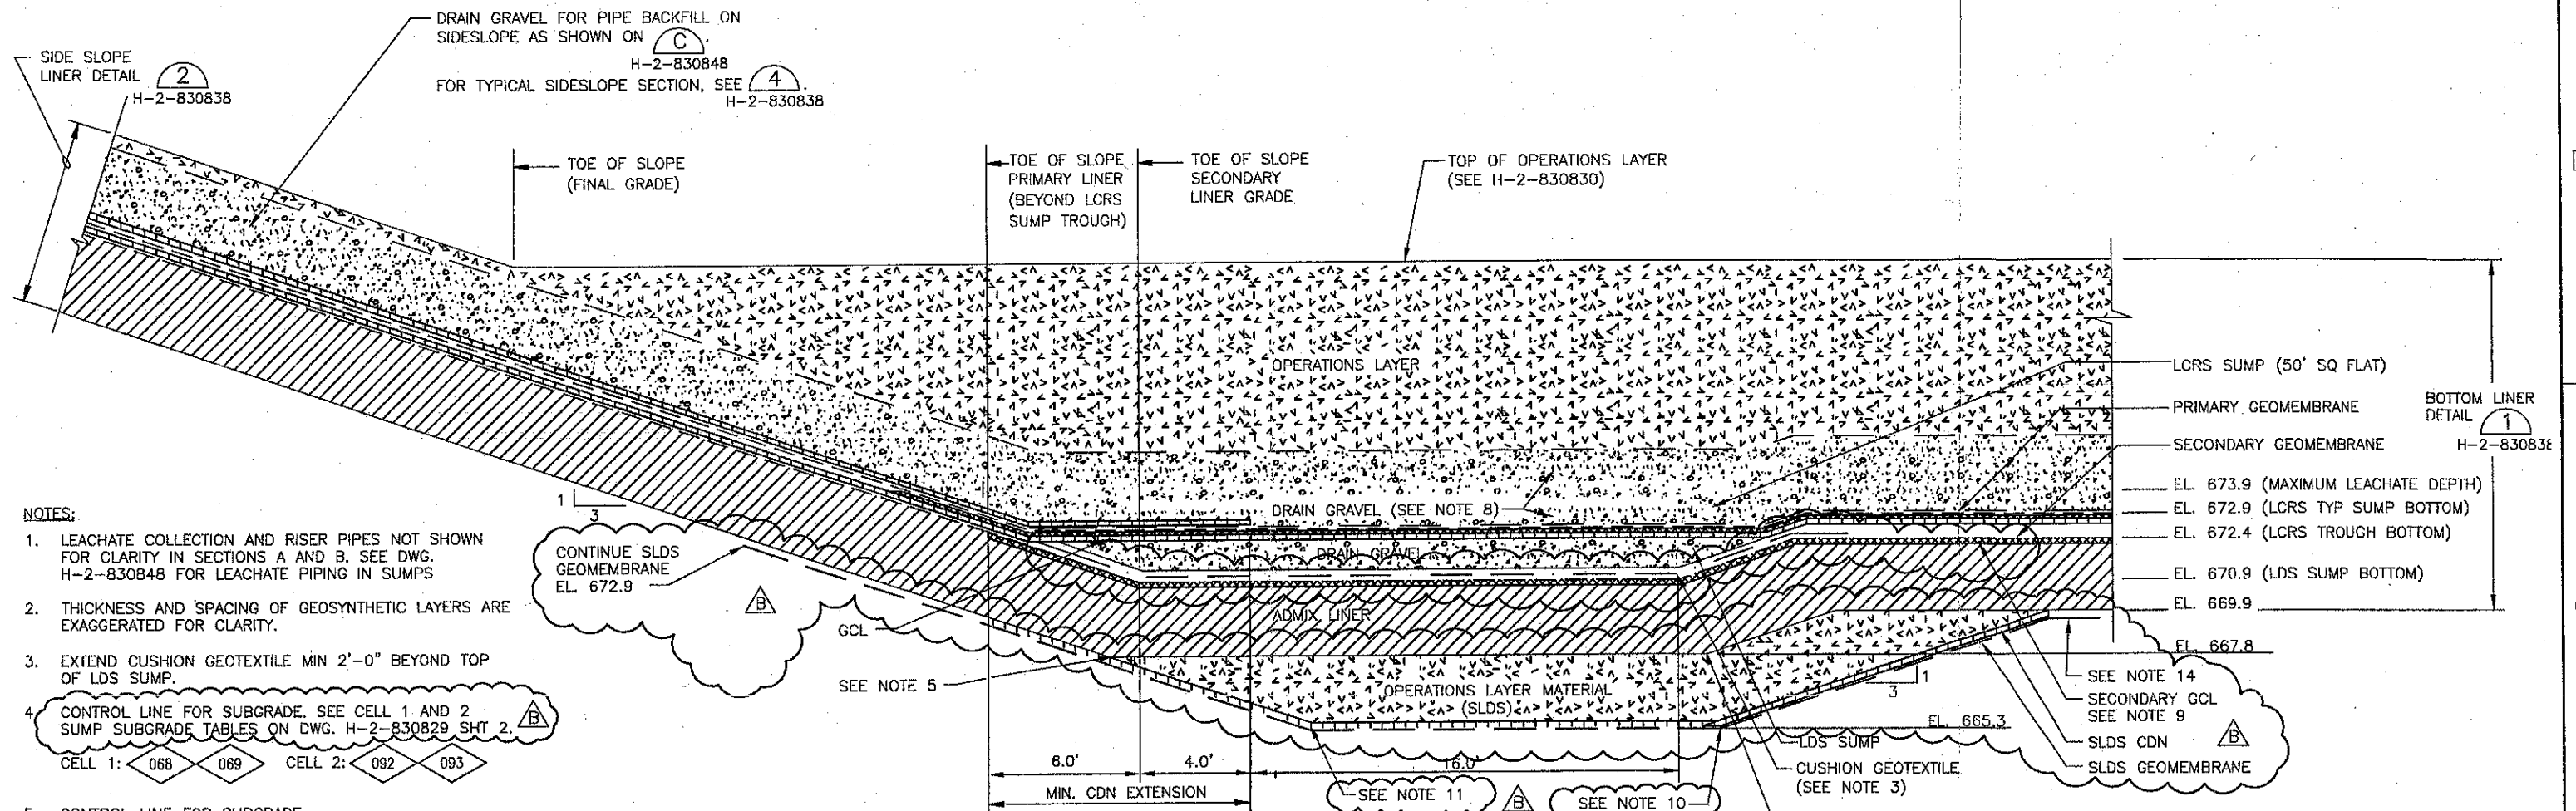 DRAIN GRAVEL FOR PIPE BACKFILL ON
SIDESLOPE AS SHOWN ON C.
H-2-830848
FOR TYPICAL SIDESLOPE SECTION, SEE 4.
H-2-830838
SIDE SLOPE
LINER DETAIL 2
H-2-830838
TOE OF SLOPE
(FINAL GRADE)
TOE OF SLOPE
PRIMARY LINER
(BEYOND LCRS
SUMP TROUGH)
TOE OF SLOPE
SECONDARY
LINER GRADE
TOP OF OPERATIONS LAYER
(SEE H-2-830830)
OPERATIONS LAYER
LCRS SUMP (50' SQ FLAT)
PRIMARY GEOMEMBRANE
SECONDARY GEOMEMBRANE
BOTTOM LINER
DETAIL 1
H-2-830838
EL. 673.9 (MAXIMUM LEACHATE DEPTH)
EL. 672.9 (LCRS TYP SUMP BOTTOM)
EL. 672.4 (LCRS TROUGH BOTTOM)
EL. 670.9 (LDS SUMP BOTTOM)
EL. 669.9
EL. 667.8
EL. 665.3
DRAIN GRAVEL (SEE NOTE 8)
DRAIN GRAVEL
ADMIX LINER
OPERATIONS LAYER MATERIAL
(SLDS)
1
3
CONTINUE SLDS
GEOMEMBRANE
EL. 672.9
B
GCL
SEE NOTE 5
3
1
SEE NOTE 14
SECONDARY GCL
SEE NOTE 9
SLDS CDN
B
SLDS GEOMEMBRANE
LDS SUMP
CUSHION GEOTEXTILE
(SEE NOTE 3)
6.0'
4.0'
16.0'
MIN. CDN EXTENSION
SEE NOTE 11
B
SEE NOTE 10
NOTES:
1. LEACHATE COLLECTION AND RISER PIPES NOT SHOWN
FOR CLARITY IN SECTIONS A AND B. SEE DWG.
H-2-830848 FOR LEACHATE PIPING IN SUMPS
2. THICKNESS AND SPACING OF GEOSYNTHETIC LAYERS ARE
EXAGGERATED FOR CLARITY.
3. EXTEND CUSHION GEOTEXTILE MIN 2'-0" BEYOND TOP
OF LDS SUMP.
4. CONTROL LINE FOR SUBGRADE. SEE CELL 1 AND 2
SUMP SUBGRADE TABLES ON DWG. H-2-830829 SHT 2. B
CELL 1: 068 069 CELL 2: 092 093
5. CONTROL LINE FOR SUBGRADE